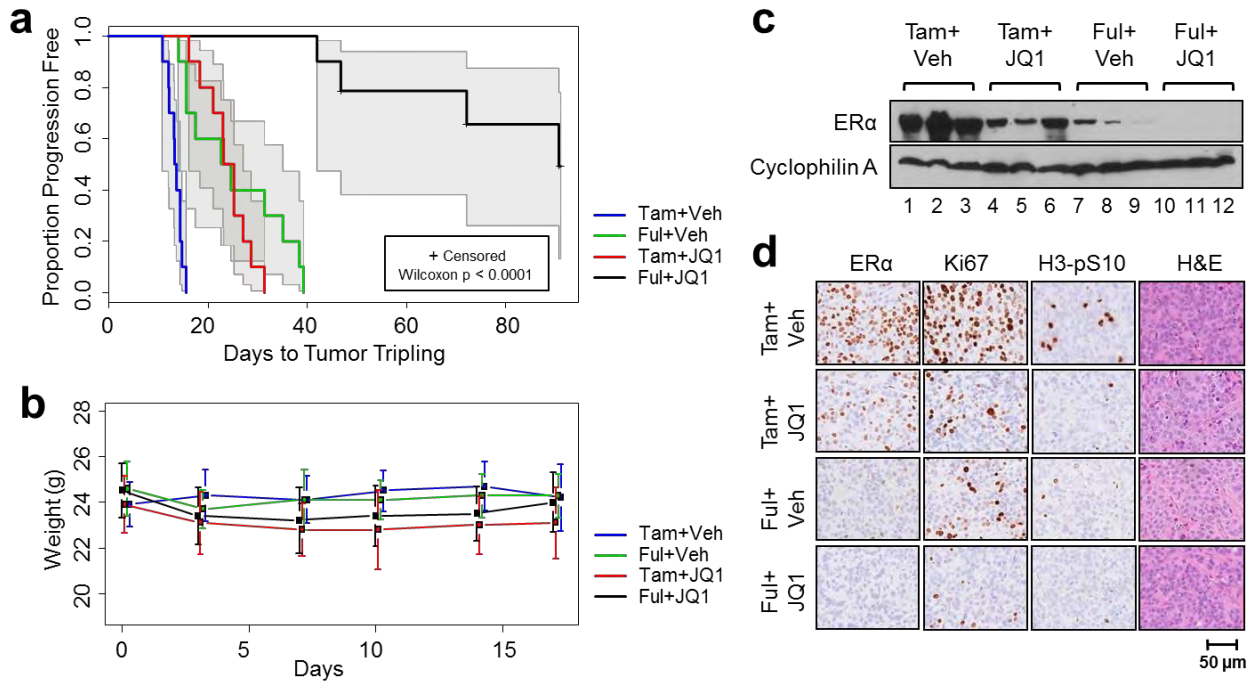 a
Proportion Progression Free
1.0
0.8
0.6
0.4
0.2
0.0
0 20 40 60 80
Days to Tumor Tripling
+ Censored
Wilcoxon p < 0.0001
Tam+Veh
Ful+Veh
Tam+JQ1
Ful+JQ1
b
Weight (g)
28
26
24
22
20
0 5 10 15
Days
Tam+Veh
Ful+Veh
Tam+JQ1
Ful+JQ1
c
Tam+ Tam+ Ful+ Ful+
Veh JQ1 Veh JQ1
ERα
Cyclophilin A
1 2 3 4 5 6 7 8 9 10 11 12
d
ERα Ki67 H3-pS10 H&E
Tam+
Veh
Tam+
JQ1
Ful+
Veh
Ful+
JQ1
50 µm